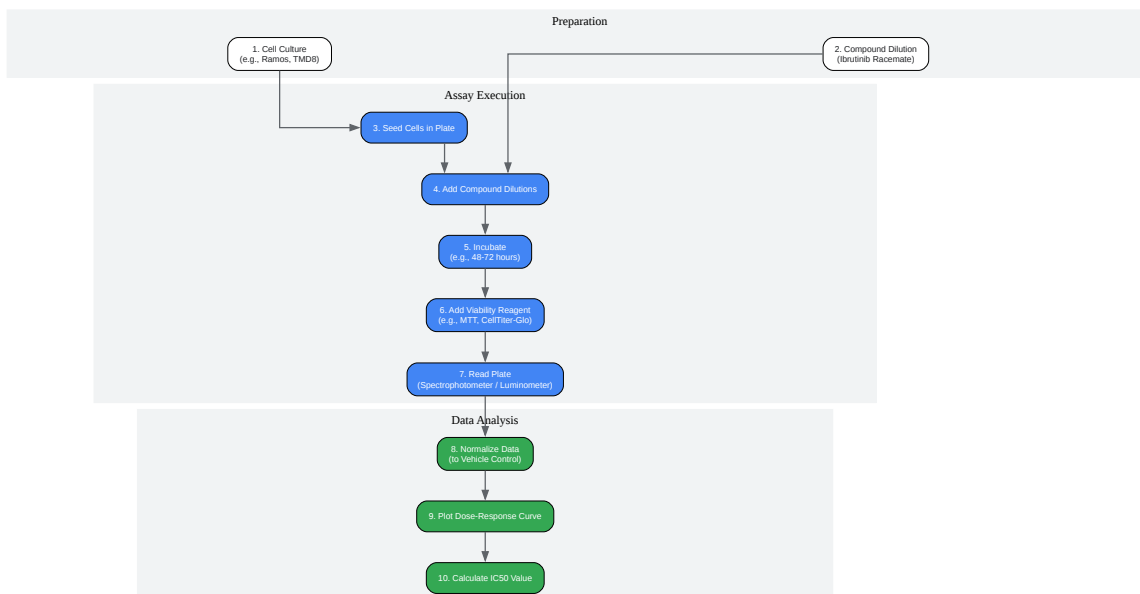 Preparation
1. Cell Culture
(e.g., Ramos, TMD8)
2. Compound Dilution
(Ibrutinib Racemate)
Assay Execution
3. Seed Cells in Plate
4. Add Compound Dilutions
5. Incubate
(e.g., 48-72 hours)
6. Add Viability Reagent
(e.g., MTT, CellTiter-Glo)
7. Read Plate
(Spectrophotometer / Luminometer)
Data Analysis
8. Normalize Data
(to Vehicle Control)
9. Plot Dose-Response Curve
10. Calculate IC50 Value